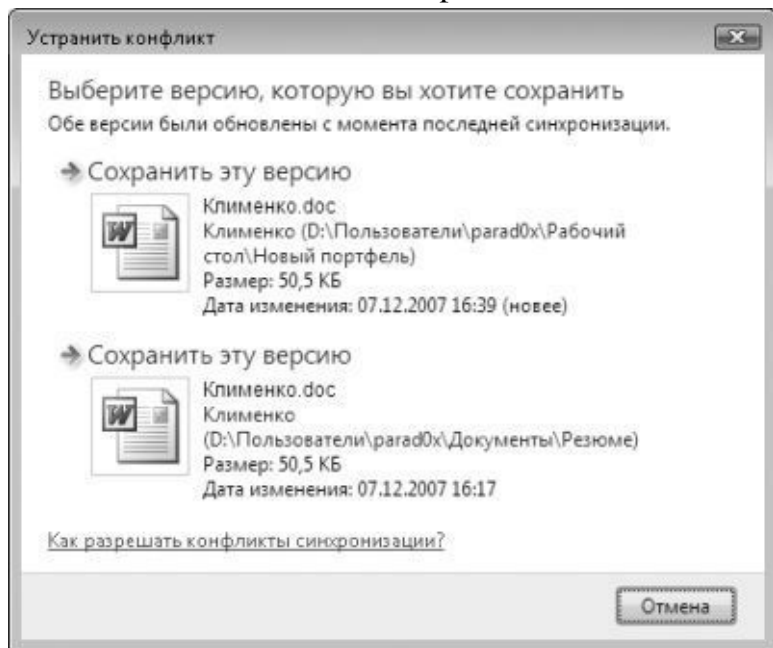 Устранить конфликт
Выберите версию, которую вы хотите сохранить
Обе версии были обновлены с момента последней синхронизации.
Сохранить эту версию
Клименко.doc
Клименко (D:\Пользователи\parad0x\Рабочий
стол\Новый портфель)
Размер: 50,5 КБ
Дата изменения: 07.12.2007 16:39 (новее)
Сохранить эту версию
Клименко.doc
Клименко
(D:\Пользователи\parad0x\Документы\Резюме)
Размер: 50,5 КБ
Дата изменения: 07.12.2007 16:17
Как разрешать конфликты синхронизации?
Отмена